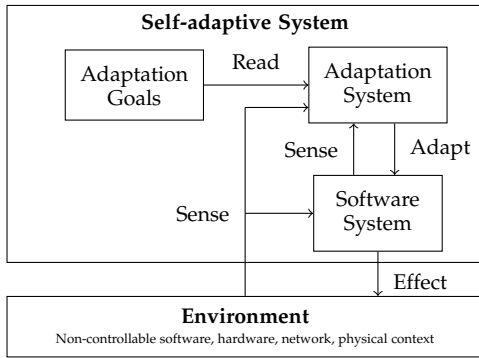 Self-adaptive System
Adaptation
Goals
Read
Adaptation
System
Sense
Adapt
Sense
Software
System
Effect
Environment
Non-controllable software, hardware, network, physical context